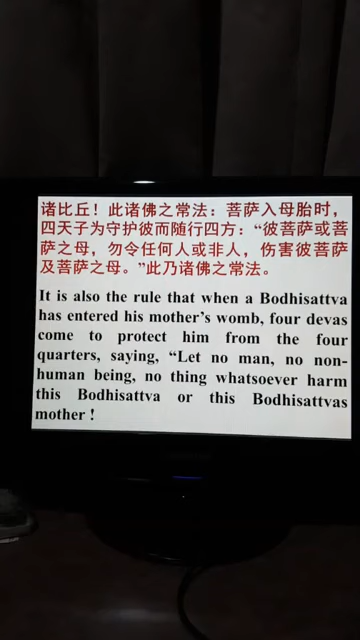 诸比丘！此诸佛之常法：菩萨入母胎时，
四天子为守护彼而随行四方：“彼菩萨或菩
萨之母，勿令任何人或非人，伤害彼菩萨
及菩萨之母。”此乃诸佛之常法。
It is also the rule that when a Bodhisattva
has entered his mother’s womb, four devas
come to protect him from the four
quarters, saying, “Let no man, no non-
human being, no thing whatsoever harm
this Bodhisattva or this Bodhisattvas
mother !